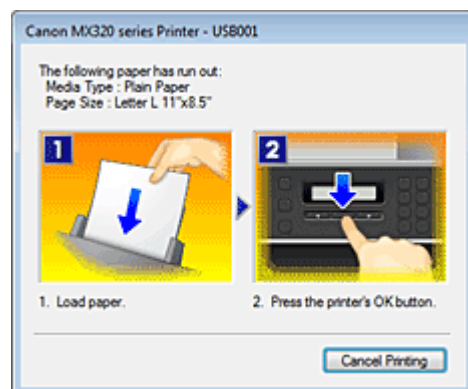 Canon MX320 series Printer - USB001
The following paper has run out:
Media Type : Plain Paper
Page Size : Letter L 11"x8.5"
1
2
1. Load paper.
2. Press the printer's OK button.
Cancel Printing